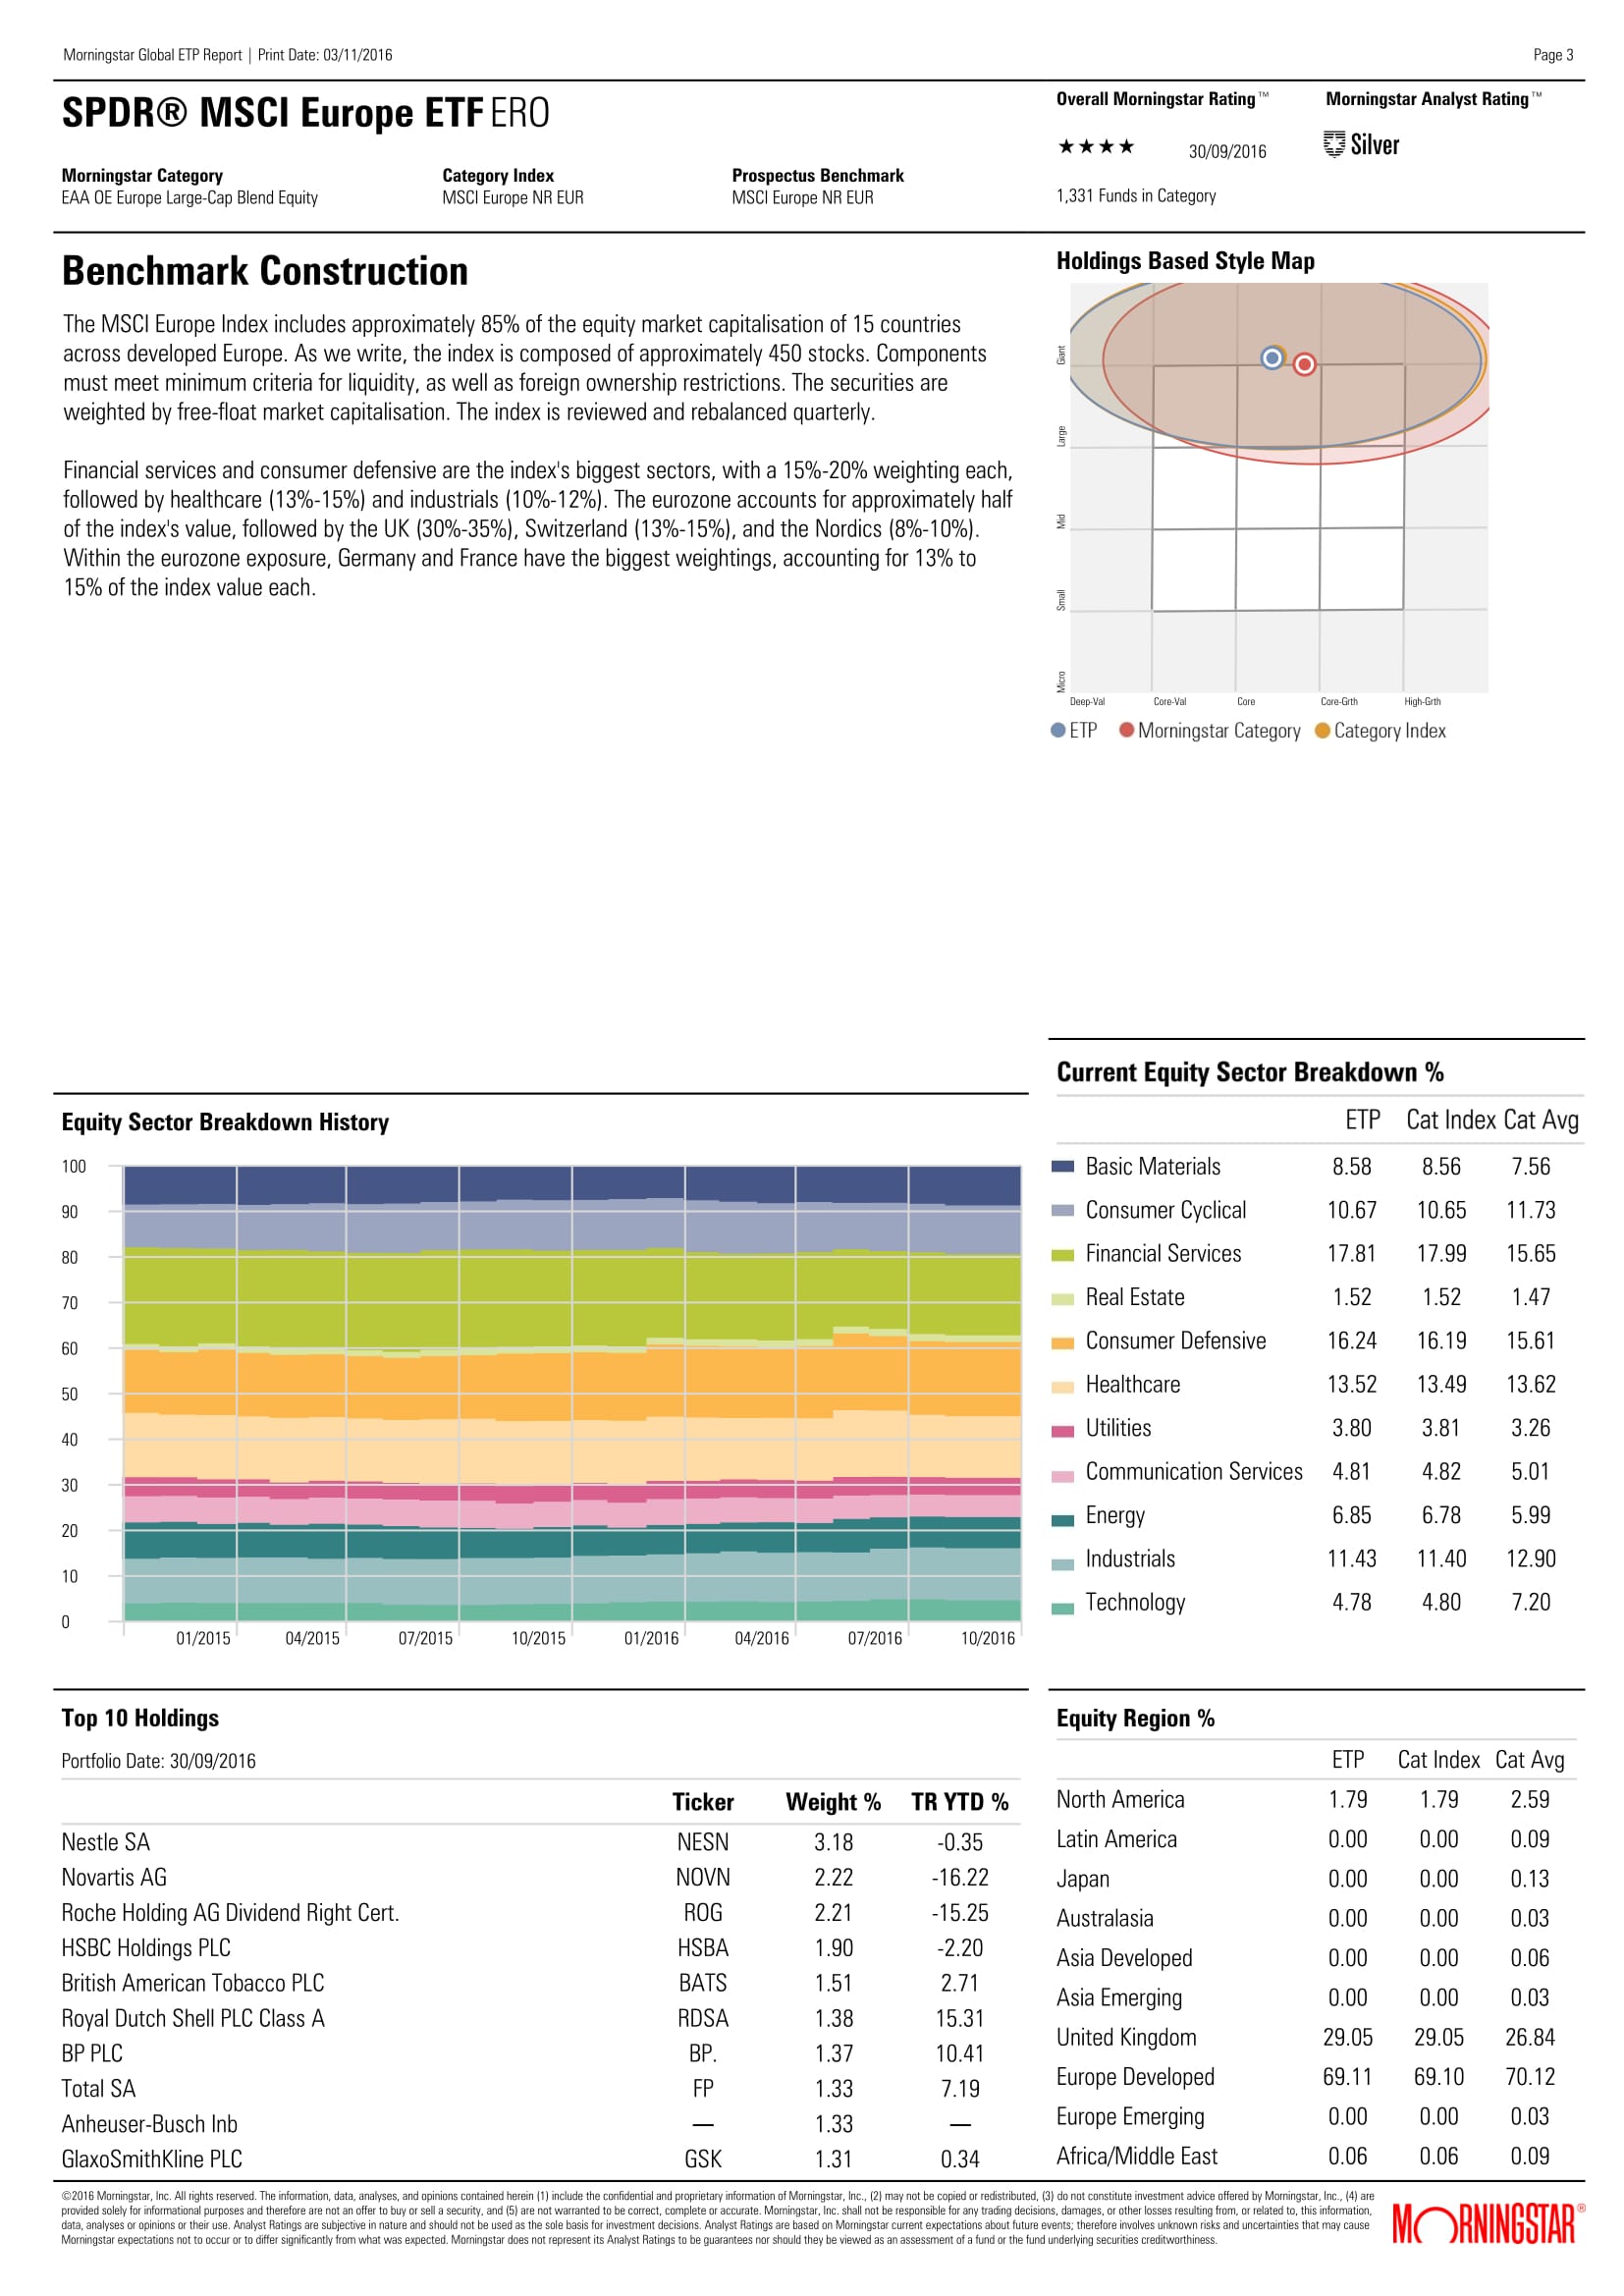 Morningstar Global ETP Report | Print Date: 03/11/2016
Page 3
SPDR® MSCI Europe ETF ERO
Overall Morningstar Rating™
Morningstar Analyst Rating™
★★★★
30/09/2016
Silver
1,331 Funds in Category
Morningstar Category
EAA OE Europe Large-Cap Blend Equity
Category Index
MSCI Europe NR EUR
Prospectus Benchmark
MSCI Europe NR EUR
Benchmark Construction
The MSCI Europe Index includes approximately 85% of the equity market capitalisation of 15 countries
across developed Europe. As we write, the index is composed of approximately 450 stocks. Components
must meet minimum criteria for liquidity, as well as foreign ownership restrictions. The securities are
weighted by free-float market capitalisation. The index is reviewed and rebalanced quarterly.
Financial services and consumer defensive are the index's biggest sectors, with a 15%-20% weighting each,
followed by healthcare (13%-15%) and industrials (10%-12%). The eurozone accounts for approximately half
of the index's value, followed by the UK (30%-35%), Switzerland (13%-15%), and the Nordics (8%-10%).
Within the eurozone exposure, Germany and France have the biggest weightings, accounting for 13% to
15% of the index value each.
Holdings Based Style Map
Giant
Large
Mid
Small
Micro
Deep-Val Core-Val Core Core-Grth High-Grth
ETP Morningstar Category Category Index
Equity Sector Breakdown History
100
90
80
70
60
50
40
30
20
10
0
01/2015 04/2015 07/2015 10/2015 01/2016 04/2016 07/2016 10/2016
Current Equity Sector Breakdown %
ETP Cat Index Cat Avg
Basic Materials 8.58 8.56 7.56
Consumer Cyclical 10.67 10.65 11.73
Financial Services 17.81 17.99 15.65
Real Estate 1.52 1.52 1.47
Consumer Defensive 16.24 16.19 15.61
Healthcare 13.52 13.49 13.62
Utilities 3.80 3.81 3.26
Communication Services 4.81 4.82 5.01
Energy 6.85 6.78 5.99
Industrials 11.43 11.40 12.90
Technology 4.78 4.80 7.20
Top 10 Holdings
Portfolio Date: 30/09/2016
Ticker Weight % TR YTD %
Nestle SA NESN 3.18 -0.35
Novartis AG NOVN 2.22 -16.22
Roche Holding AG Dividend Right Cert. ROG 2.21 -15.25
HSBC Holdings PLC HSBA 1.90 -2.20
British American Tobacco PLC BATS 1.51 2.71
Royal Dutch Shell PLC Class A RDSA 1.38 15.31
BP PLC BP. 1.37 10.41
Total SA FP 1.33 7.19
Anheuser-Busch Inb — 1.33 —
GlaxoSmithKline PLC GSK 1.31 0.34
Equity Region %
ETP Cat Index Cat Avg
North America 1.79 1.79 2.59
Latin America 0.00 0.00 0.09
Japan 0.00 0.00 0.13
Australasia 0.00 0.00 0.03
Asia Developed 0.00 0.00 0.06
Asia Emerging 0.00 0.00 0.03
United Kingdom 29.05 29.05 26.84
Europe Developed 69.11 69.10 70.12
Europe Emerging 0.00 0.00 0.03
Africa/Middle East 0.06 0.06 0.09
©2016 Morningstar, Inc. All rights reserved. The information, data, analyses, and opinions contained herein (1) include the confidential and proprietary information of Morningstar, Inc., (2) may not be copied or redistributed, (3) do not constitute investment advice offered by Morningstar, Inc., (4) are
provided solely for informational purposes and therefore are not an offer to buy or sell a security, and (5) are not warranted to be correct, complete or accurate. Morningstar, Inc. shall not be responsible for any trading decisions, damages, or other losses resulting from, or related to, this information,
data, analyses or opinions or their use. Analyst Ratings are subjective in nature and should not be used as the sole basis for investment decisions. Analyst Ratings are based on Morningstar current expectations about future events; therefore involves unknown risks and uncertainties that may cause
Morningstar expectations not to occur or to differ significantly from what was expected. Morningstar does not represent its Analyst Ratings to be guarantees nor should they be viewed as an assessment of a fund or the fund underlying securities creditworthiness.
MORNINGSTAR®